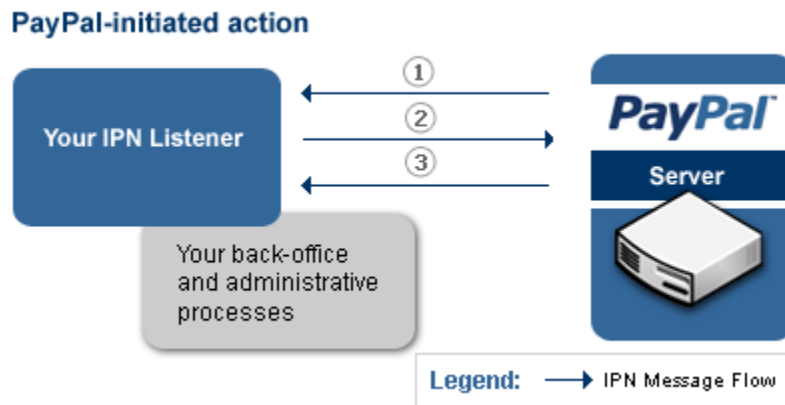 PayPal-initiated action
①
Your IPN Listener
②
③
PayPal™
Server
Your back-office
and administrative
processes
Legend: IPN Message Flow